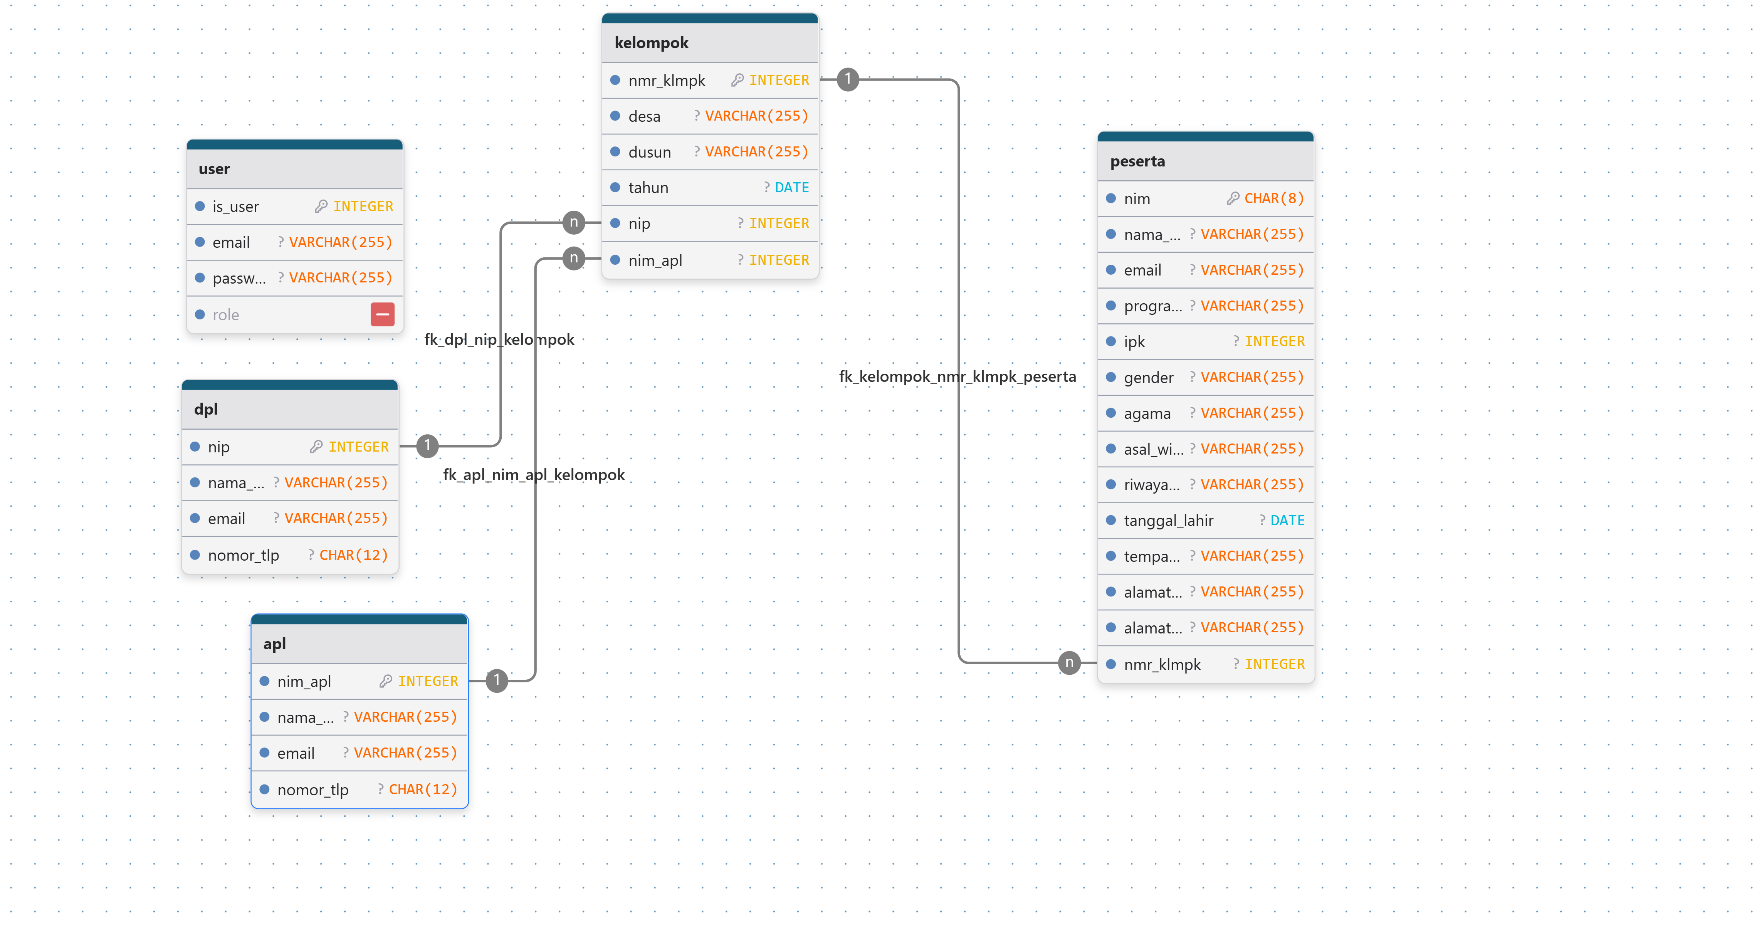 kelompok
nmr_klmpk INTEGER
desa ? VARCHAR(255)
dusun ? VARCHAR(255)
tahun ? DATE
nip ? INTEGER
nim_apl ? INTEGER
1
n
n
user
is_user INTEGER
email ? VARCHAR(255)
passw... ? VARCHAR(255)
role
fk_dpl_nip_kelompok
dpl
nip INTEGER
nama_... ? VARCHAR(255)
email ? VARCHAR(255)
nomor_tlp ? CHAR(12)
1
fk_apl_nim_apl_kelompok
apl
nim_apl INTEGER
nama_... ? VARCHAR(255)
email ? VARCHAR(255)
nomor_tlp ? CHAR(12)
1
fk_kelompok_nmr_klmpk_peserta
n
peserta
nim CHAR(8)
nama_... ? VARCHAR(255)
email ? VARCHAR(255)
progra... ? VARCHAR(255)
ipk ? INTEGER
gender ? VARCHAR(255)
agama ? VARCHAR(255)
asal_wi... ? VARCHAR(255)
riwaya... ? VARCHAR(255)
tanggal_lahir ? DATE
tempa... ? VARCHAR(255)
alamat... ? VARCHAR(255)
alamat... ? VARCHAR(255)
nmr_klmpk ? INTEGER